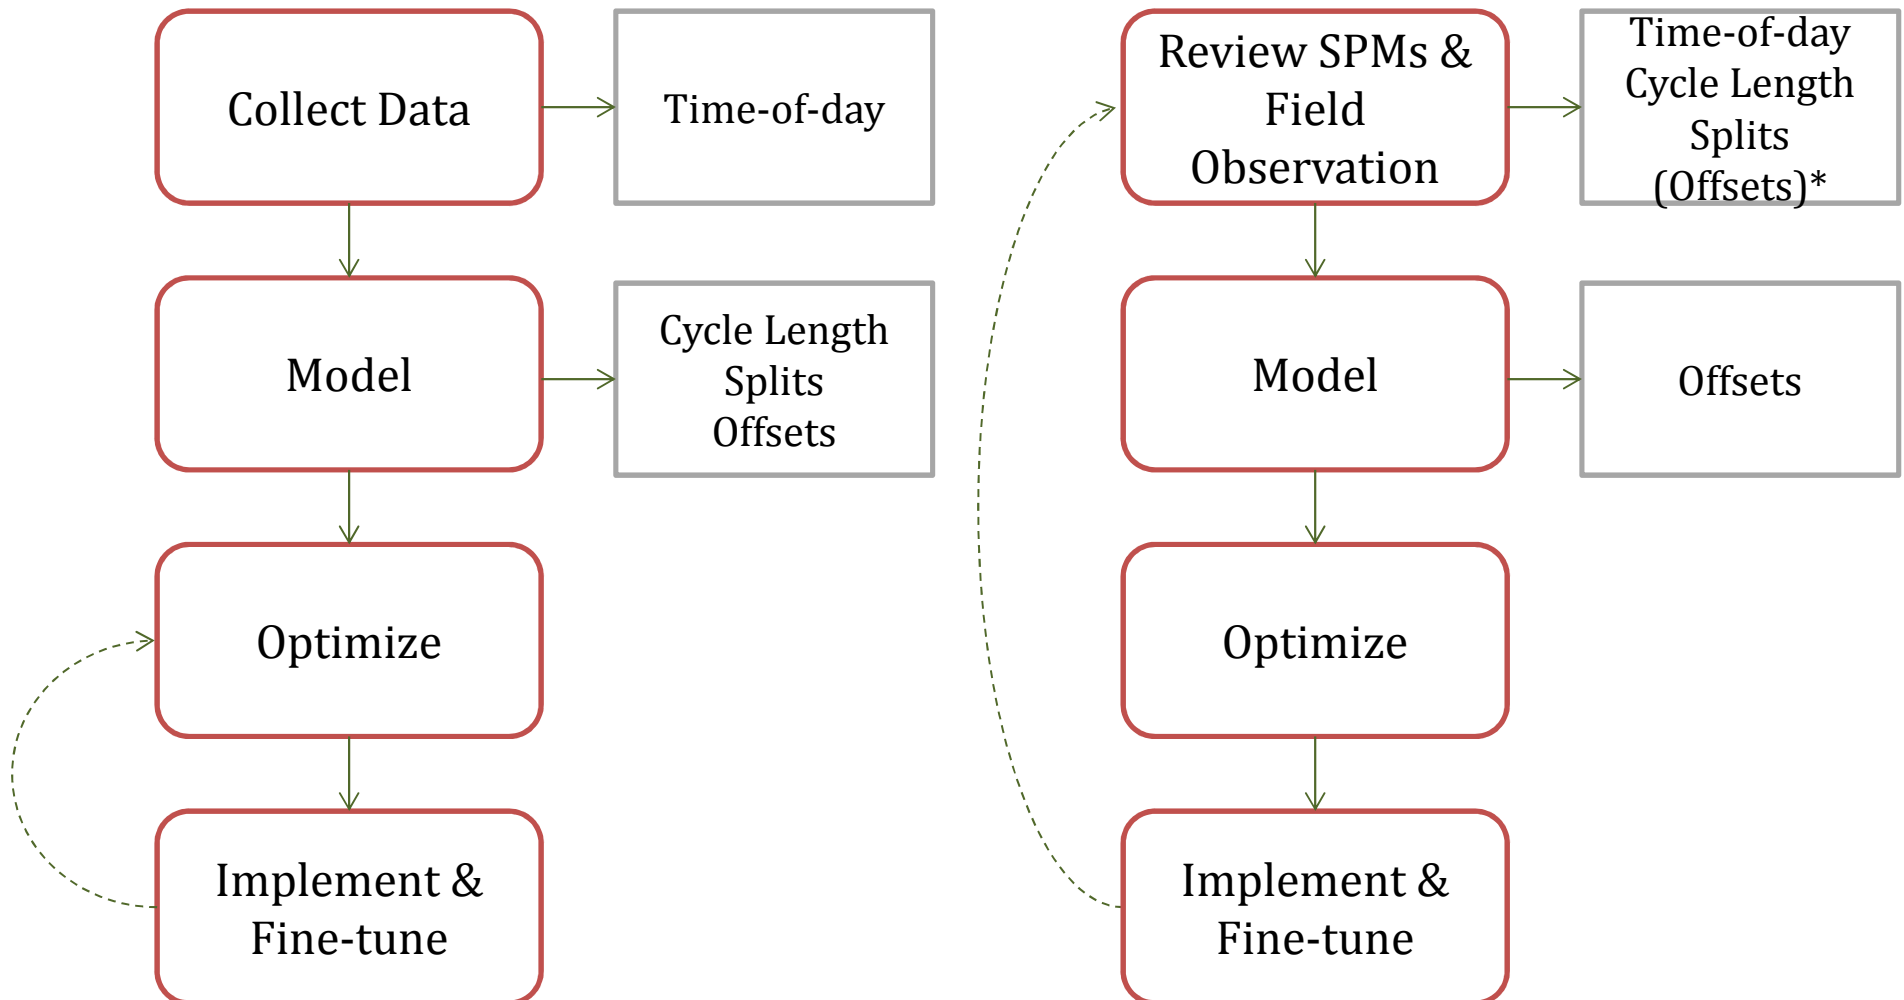 Collect Data
Time-of-day
Model
Cycle Length
Splits
Offsets
Optimize
Implement &
Fine-tune
Review SPMs &
Field
Observation
Time-of-day
Cycle Length
Splits
(Offsets)*
Model
Offsets
Optimize
Implement &
Fine-tune